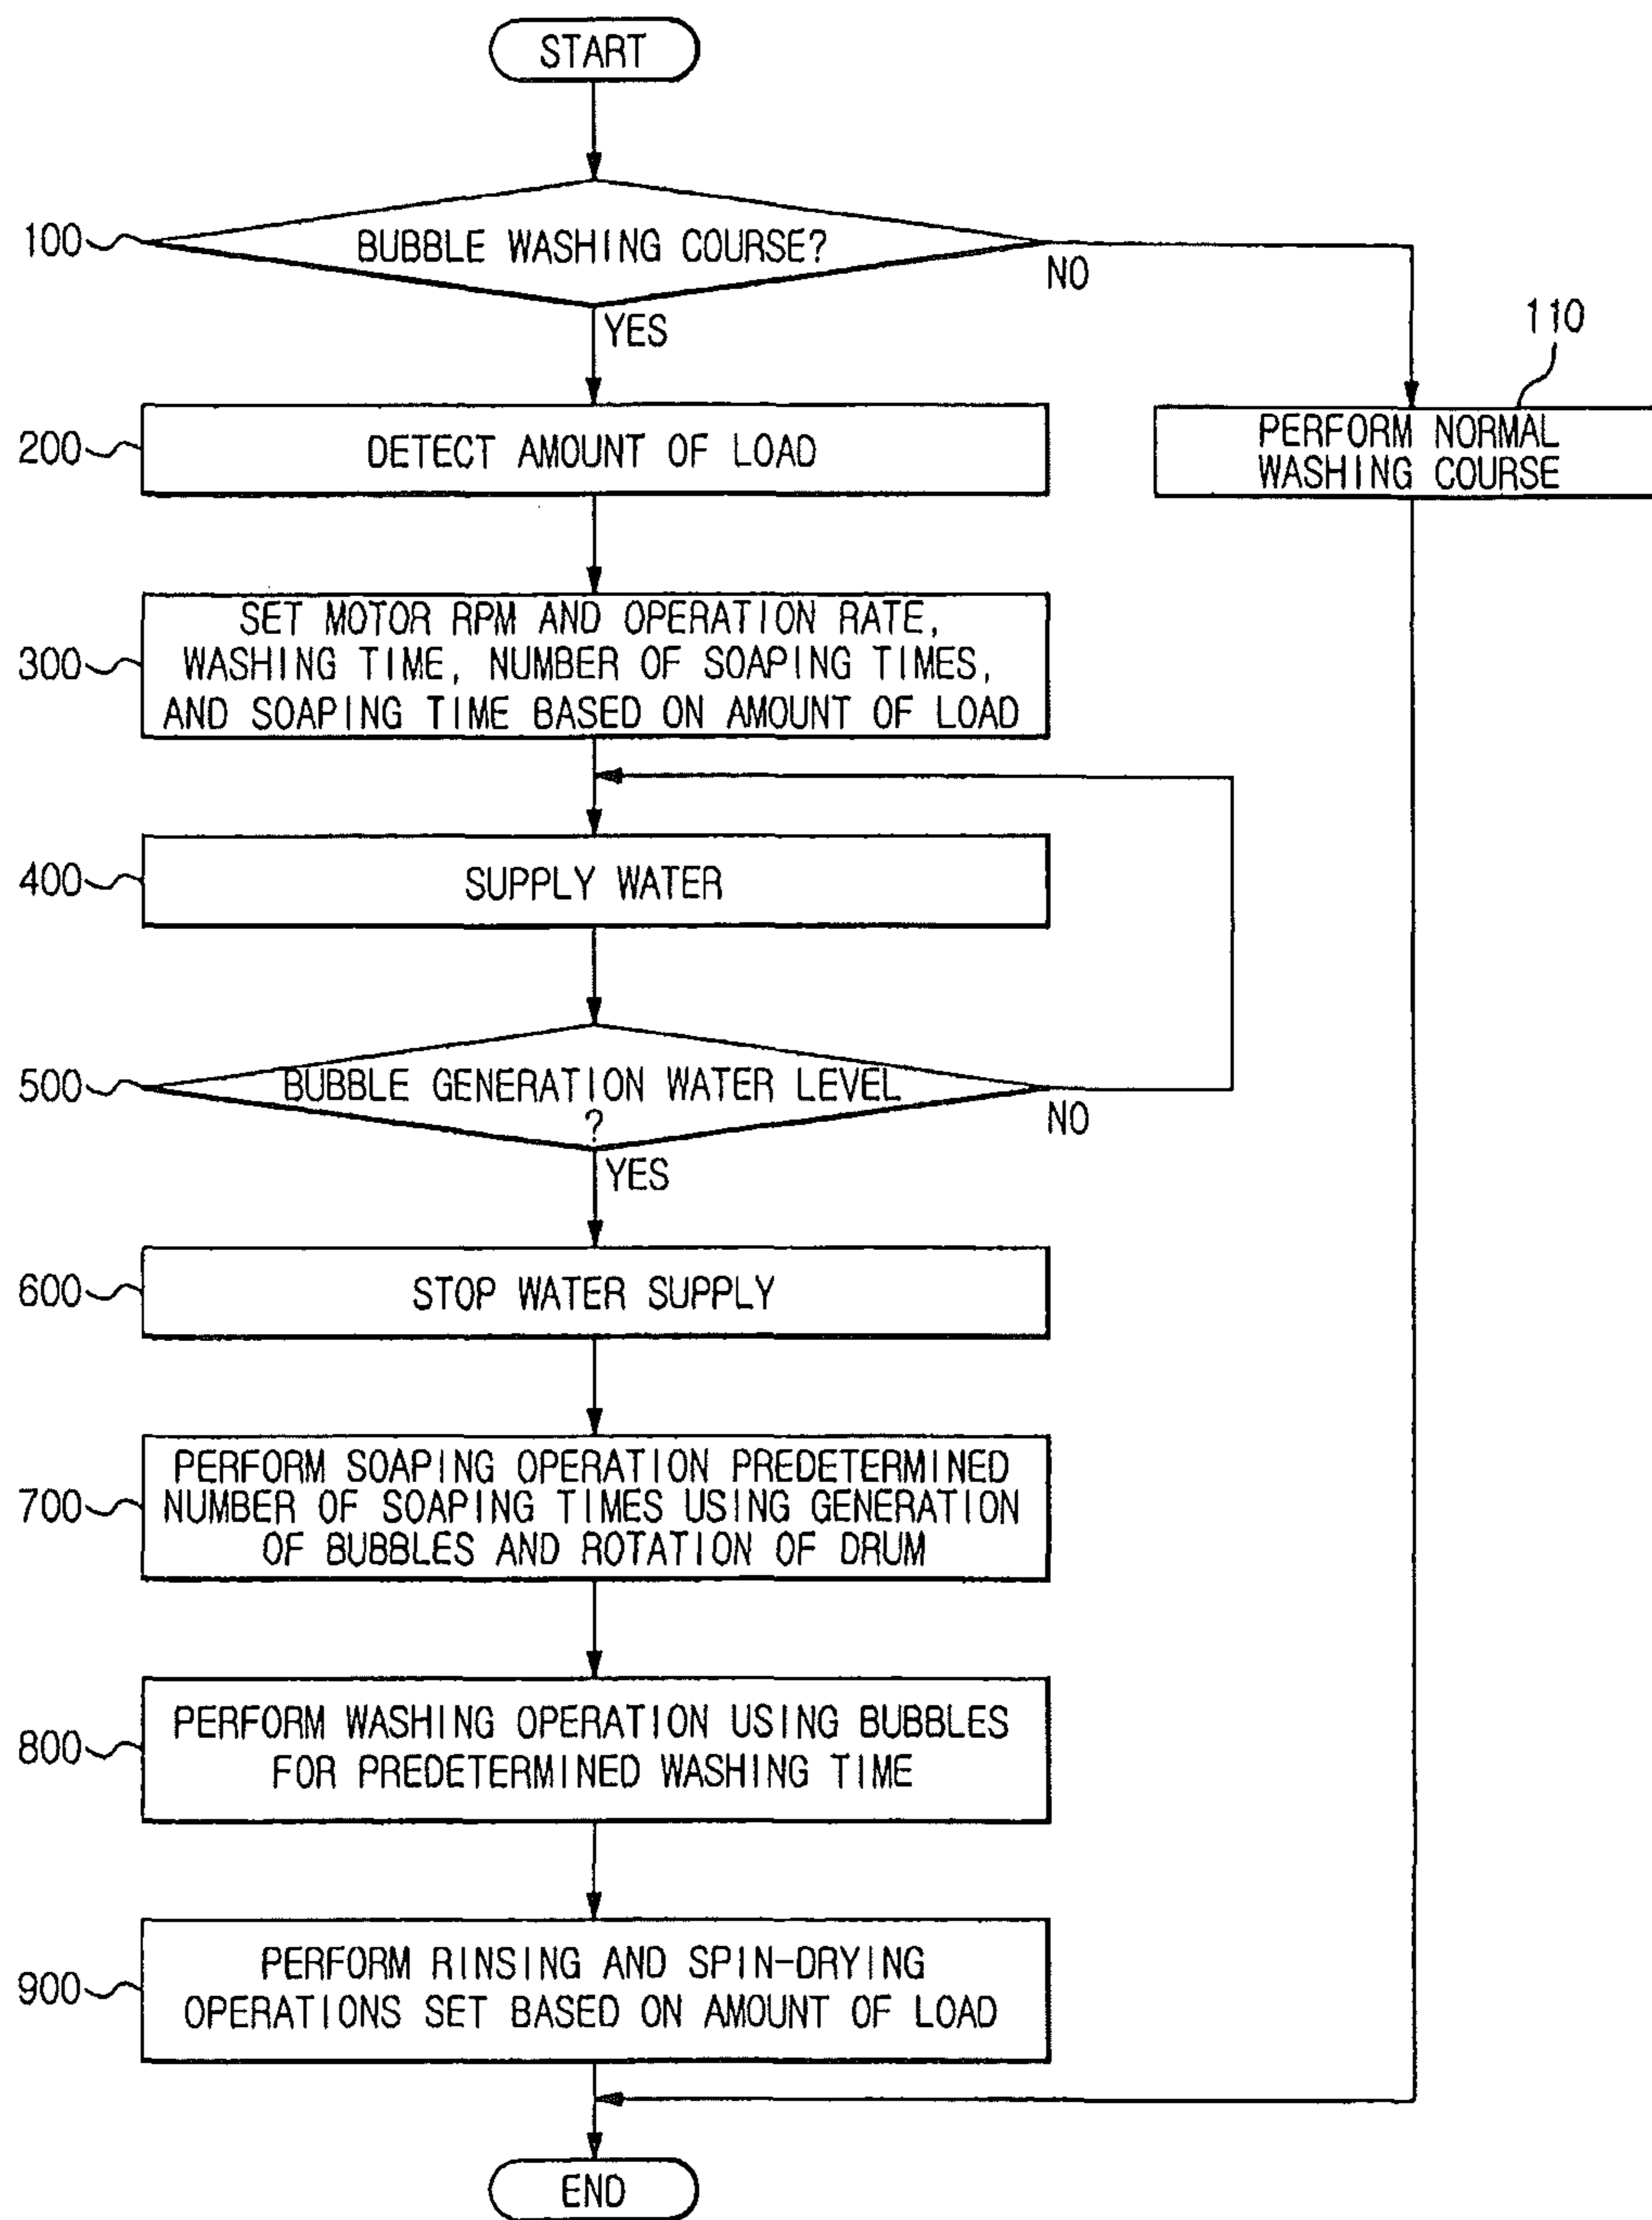 START
100
BUBBLE WASHING COURSE?
NO
YES
110
200
DETECT AMOUNT OF LOAD
PERFORM NORMAL
WASHING COURSE
300
SET MOTOR RPM AND OPERATION RATE,
WASHING TIME, NUMBER OF SOAPING TIMES,
AND SOAPING TIME BASED ON AMOUNT OF LOAD
400
SUPPLY WATER
500
BUBBLE GENERATION WATER LEVEL
?
NO
YES
600
STOP WATER SUPPLY
700
PERFORM SOAPING OPERATION PREDETERMINED
NUMBER OF SOAPING TIMES USING GENERATION
OF BUBBLES AND ROTATION OF DRUM
800
PERFORM WASHING OPERATION USING BUBBLES
FOR PREDETERMINED WASHING TIME
900
PERFORM RINSING AND SPIN-DRYING
OPERATIONS SET BASED ON AMOUNT OF LOAD
END